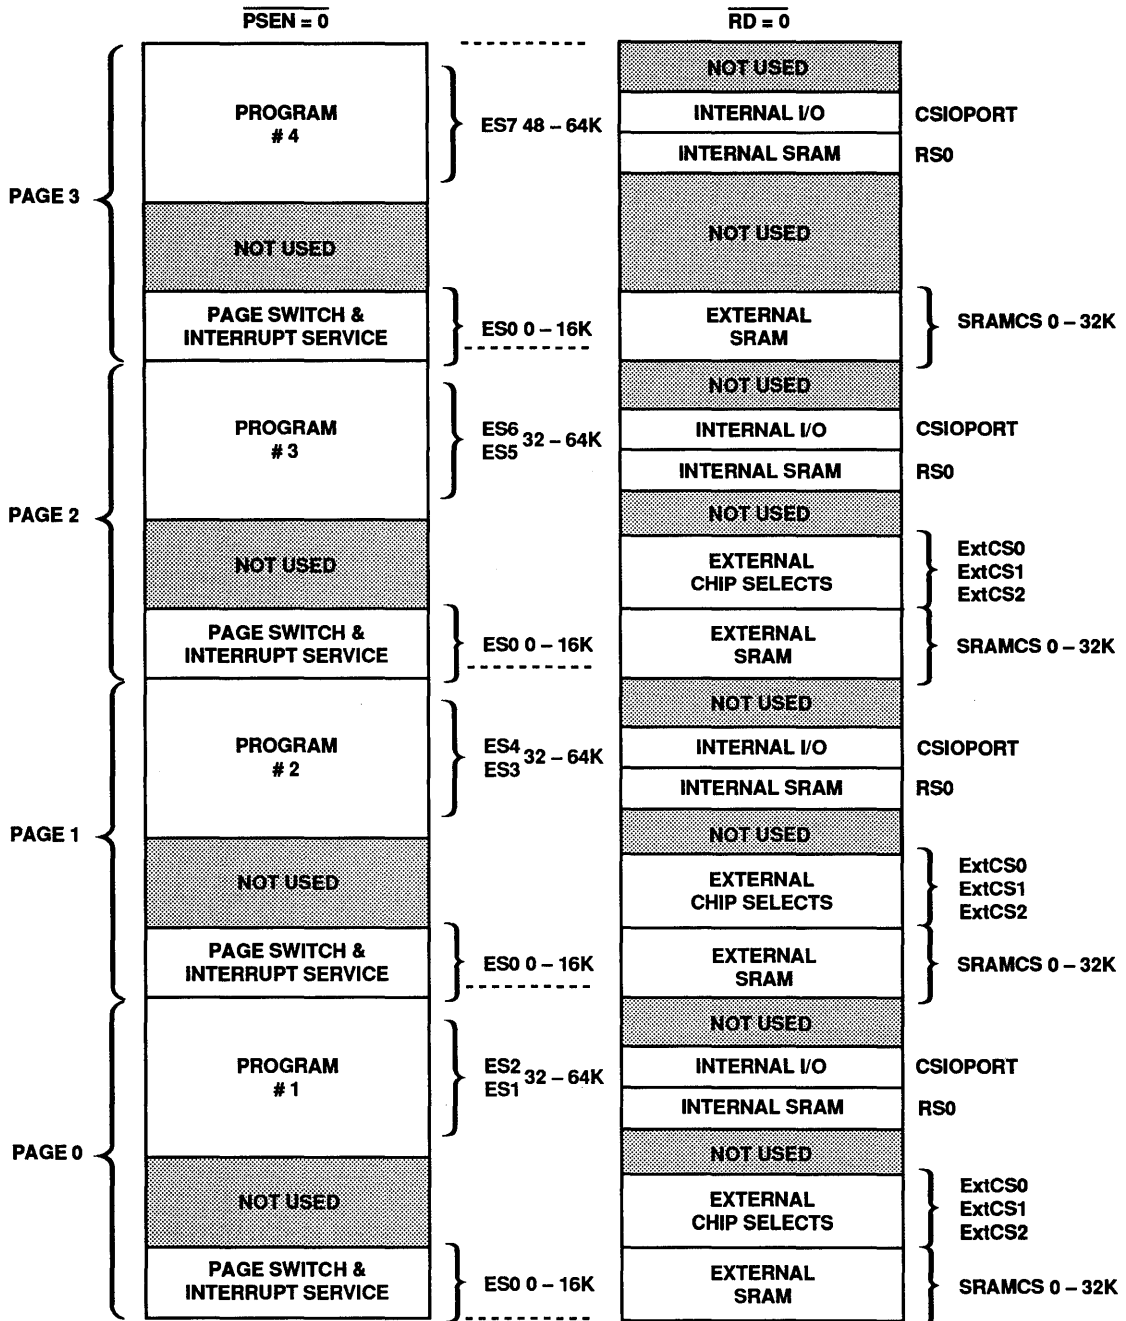 PSEN = 0
RD = 0
PAGE 3
PROGRAM
# 4
ES7 48 – 64K
NOT USED
PAGE SWITCH &
INTERRUPT SERVICE
ES0 0 – 16K
NOT USED
INTERNAL I/O
CSIOPORT
INTERNAL SRAM
RS0
NOT USED
EXTERNAL
SRAM
SRAMCS 0 – 32K
PAGE 2
PROGRAM
# 3
ES6
ES5
32 – 64K
NOT USED
PAGE SWITCH &
INTERRUPT SERVICE
ES0 0 – 16K
NOT USED
INTERNAL I/O
CSIOPORT
INTERNAL SRAM
RS0
NOT USED
EXTERNAL
CHIP SELECTS
ExtCS0
ExtCS1
ExtCS2
EXTERNAL
SRAM
SRAMCS 0 – 32K
PAGE 1
PROGRAM
# 2
ES4
ES3
32 – 64K
NOT USED
PAGE SWITCH &
INTERRUPT SERVICE
ES0 0 – 16K
NOT USED
INTERNAL I/O
CSIOPORT
INTERNAL SRAM
RS0
NOT USED
EXTERNAL
CHIP SELECTS
ExtCS0
ExtCS1
ExtCS2
EXTERNAL
SRAM
SRAMCS 0 – 32K
PAGE 0
PROGRAM
# 1
ES2
ES1
32 – 64K
NOT USED
PAGE SWITCH &
INTERRUPT SERVICE
ES0 0 – 16K
NOT USED
INTERNAL I/O
CSIOPORT
INTERNAL SRAM
RS0
NOT USED
EXTERNAL
CHIP SELECTS
ExtCS0
ExtCS1
ExtCS2
EXTERNAL
SRAM
SRAMCS 0 – 32K